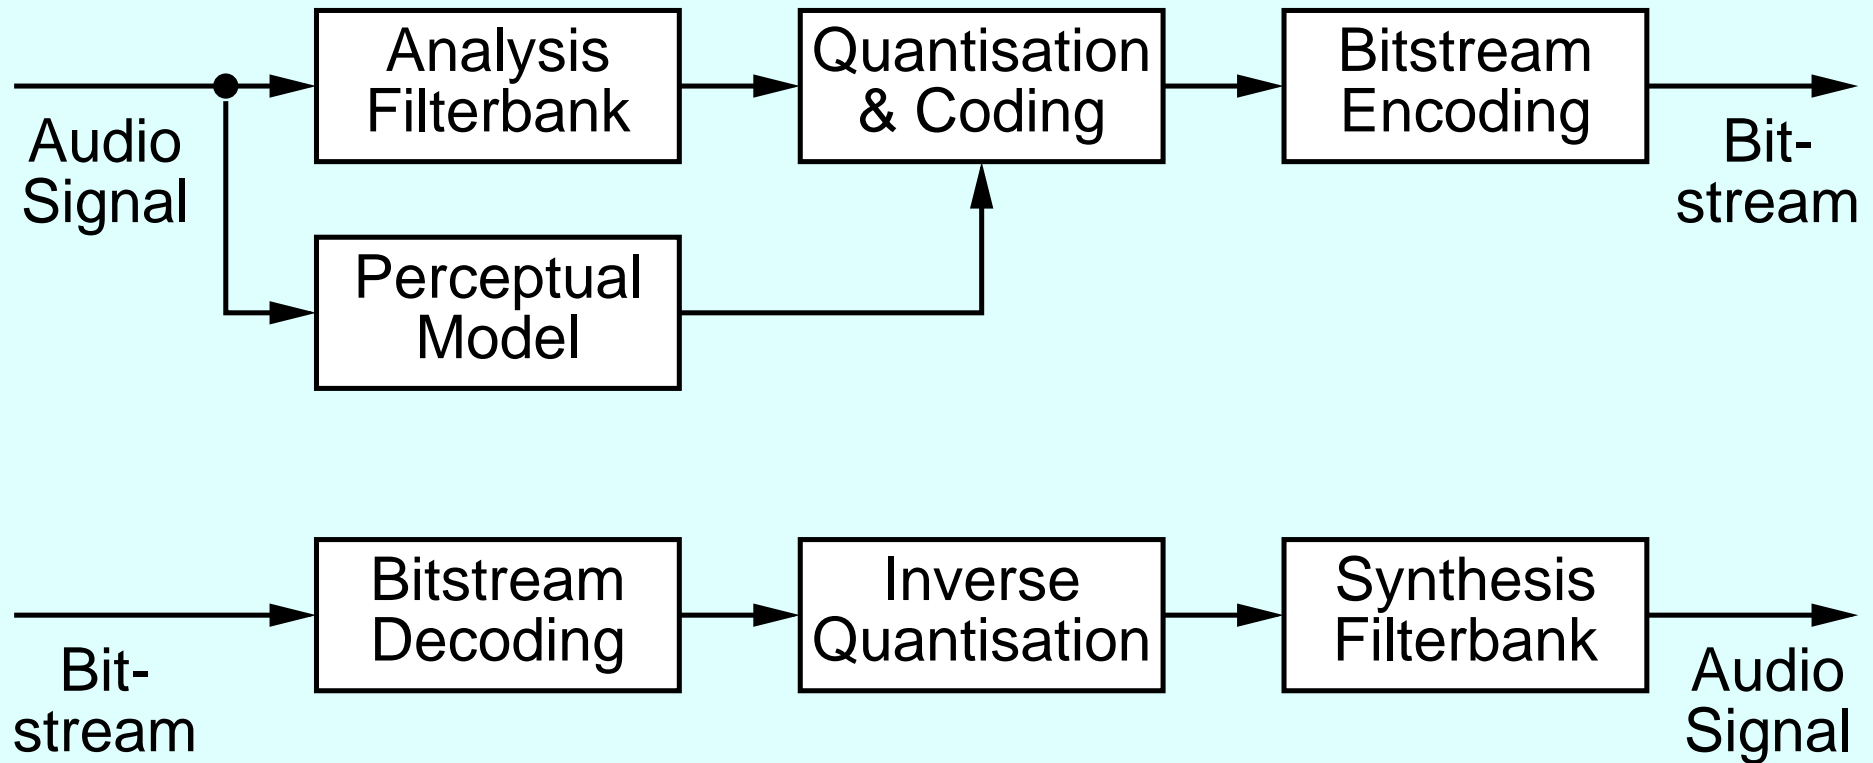 Analysis
Filterbank
Quantisation
& Coding
Bitstream
Encoding
Audio
Signal
Bit-
stream
Perceptual
Model
Bitstream
Decoding
Inverse
Quantisation
Synthesis
Filterbank
Bit-
stream
Audio
Signal